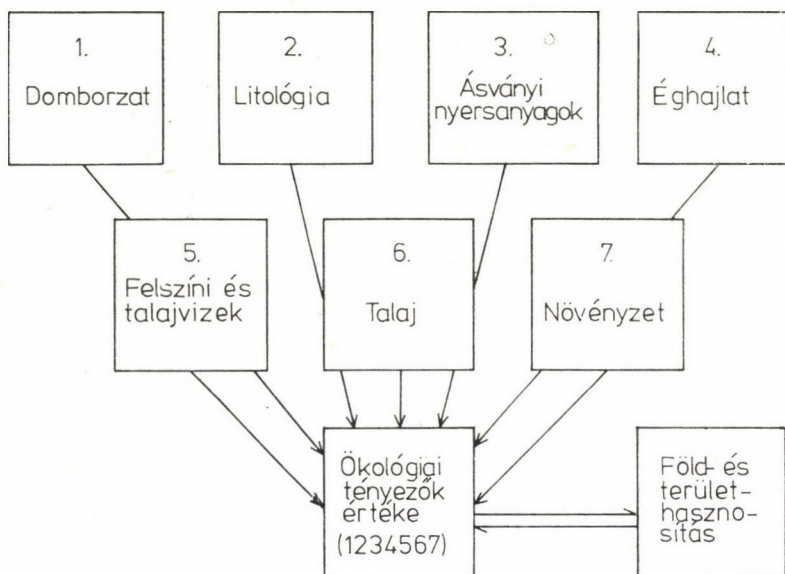 1.
Domborzat
2.
Litológia
3.
Ásványi
nyersanyagok
4.
Éghajlat
5.
Felszíni és
talajvizek
6.
Talaj
7.
Növényzet
Ökológiai
tényezők
értéke
(1234567)
Föld- és
terület-
haszno-
sítás